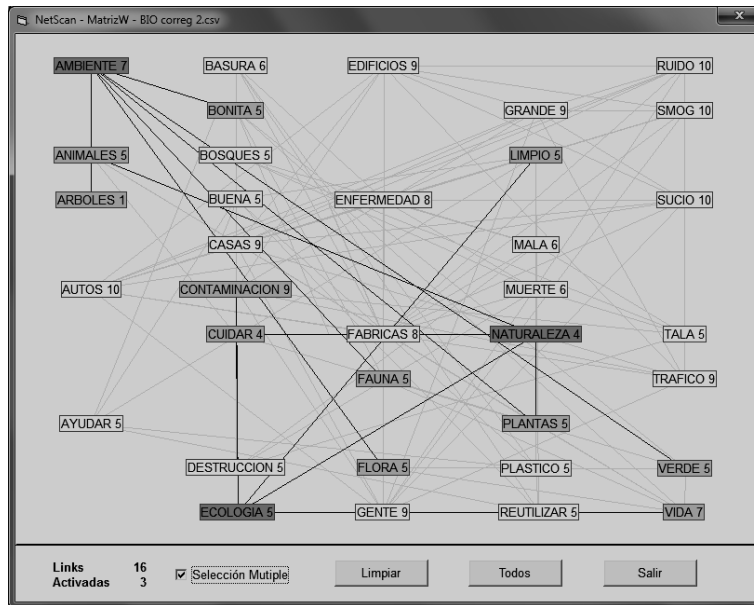 NetScan - MatrizW - BIO correg 2.csv
x
AMBIENTE 7 BASURA 6 EDIFICIOS 9 RUIDO 10
BONITA 5 GRANDE 9 SMOG 10
ANIMALES 5 BOSQUES 5 LIMPIO 5
ARBOLES 1 BUENA 5 ENFERMEDAD 8 SUCIO 10
CASAS 9 MALA 6
AUTOS 10 CONTAMINACION 9 MUERTE 6
CUIDAR 4 FABRICAS 8 NATURALEZA 4 TALA 5
FAUNA 5 TRAFICO 9
AYUDAR 5 PLANTAS 5
DESTRUCCION 5 FLORA 5 PLASTICO 5 VERDE 5
ECOLOGIA 5 GENTE 9 REUTILIZAR 5 VIDA 7
Links 16 Selección Mutiple Limpiar Todos Salir
Activadas 3